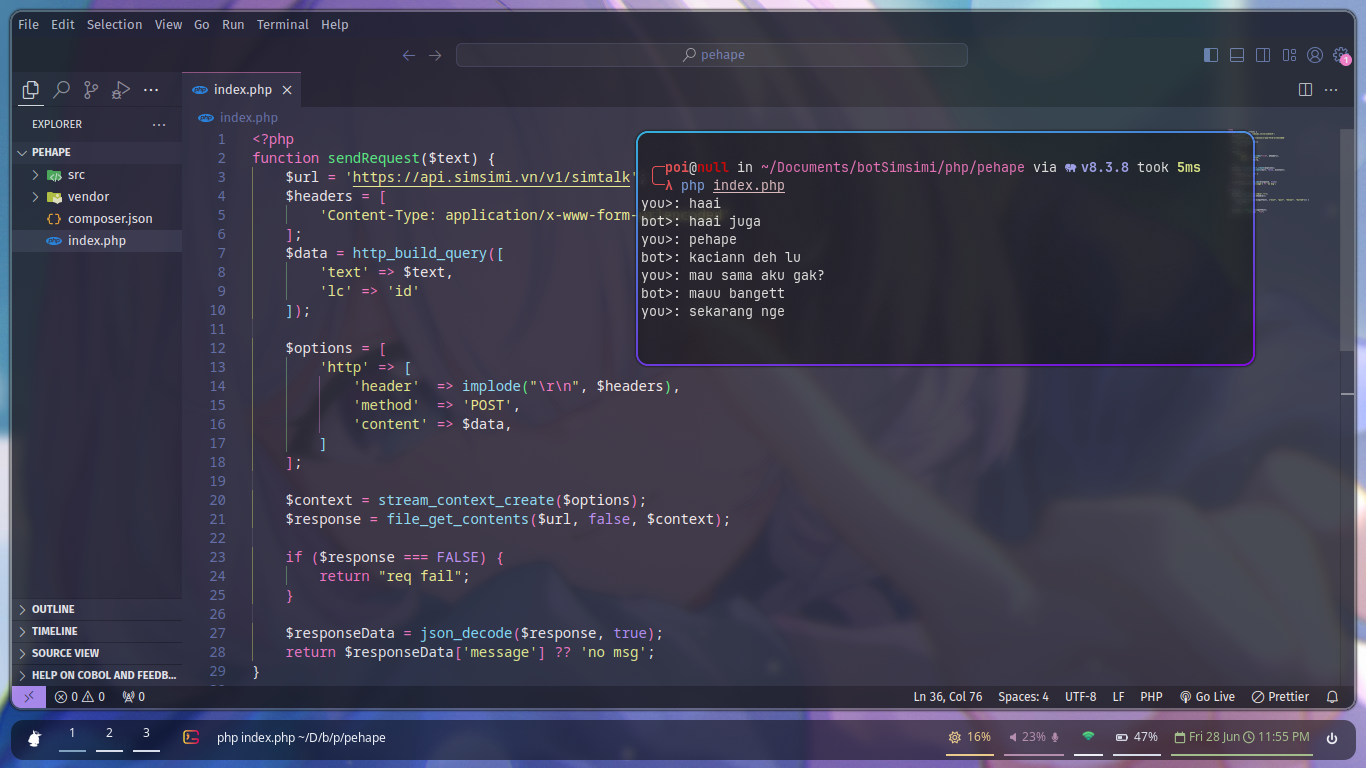 File Edit Selection View Go Run Terminal Help
pehape
1
index.php
EXPLORER
index.php
PEHAPE
src
vendor
composer.json
index.php
1 <?php
2 function sendRequest($text) {
3 $url = 'https://api.simsimi.vn/v1/simtalk'
4 $headers = [
5 'Content-Type: application/x-www-form-
6 ];
7 $data = http_build_query([
8 'text' => $text,
9 'lc' => 'id'
10 ]);
11
12 $options = [
13 'http' => [
14 'header' => implode("\r\n", $headers),
15 'method' => 'POST',
16 'content' => $data,
17 ]
18 ];
19
20 $context = stream_context_create($options);
21 $response = file_get_contents($url, false, $context);
22
23 if ($response === FALSE) {
24 return "req fail";
25 }
26
27 $responseData = json_decode($response, true);
28 return $responseData['message'] ?? 'no msg';
29 }
poi@null in ~/Documents/botSimsimi/php/pehape via v8.3.8 took 5ms
λ php index.php
you>: haai
bot>: haai juga
you>: pehape
bot>: kaciann deh lu
you>: mau sama aku gak?
bot>: mauu bangett
you>: sekarang nge
OUTLINE
TIMELINE
SOURCE VIEW
HELP ON COBOL AND FEEDB...
0 0 0
Ln 36, Col 76 Spaces: 4 UTF-8 LF PHP Go Live Prettier
1 2 3 php index.php ~/D/b/p/pehape
16% 23% 47% Fri 28 Jun 11:55 PM